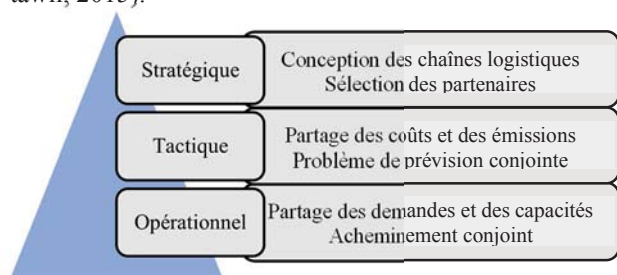 2015).
Stratégique
Conception des chaînes logistiques
Sélection des partenaires
Tactique
Partage des coûts et des émissions
Problème de prévision conjointe
Opérationnel
Partage des demandes et des capacités
Acheminement conjoint